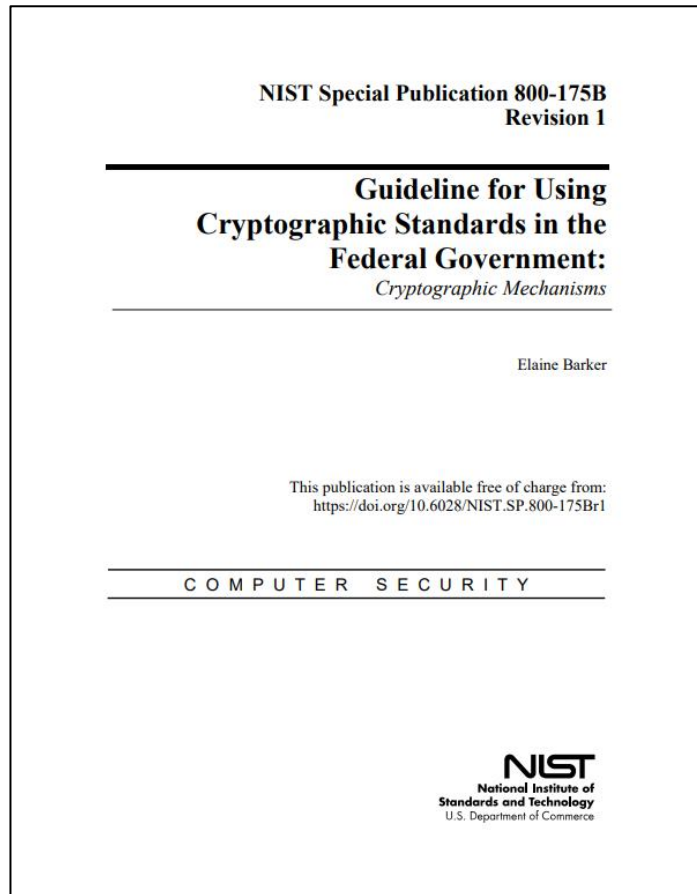 NIST Special Publication 800-175B
Revision 1
Guideline for Using
Cryptographic Standards in the
Federal Government:
Cryptographic Mechanisms
Elaine Barker
This publication is available free of charge from:
https://doi.org/10.6028/NIST.SP.800-175Br1
COMPUTER SECURITY
NIST
National Institute of
Standards and Technology
U.S. Department of Commerce